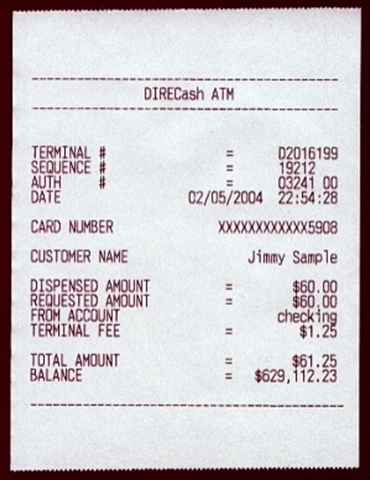 DIRECash ATM
TERMINAL # = D2016199
SEQUENCE # = 19212
AUTH # = 03241 00
DATE 02/05/2004 22:54:28
CARD NUMBER XXXXXXXXXXXX5908
CUSTOMER NAME Jimmy Sample
DISPENSED AMOUNT = $60.00
REQUESTED AMOUNT = $60.00
FROM ACCOUNT checking
TERMINAL FEE = $1.25
TOTAL AMOUNT = $61.25
BALANCE = $629,112.23